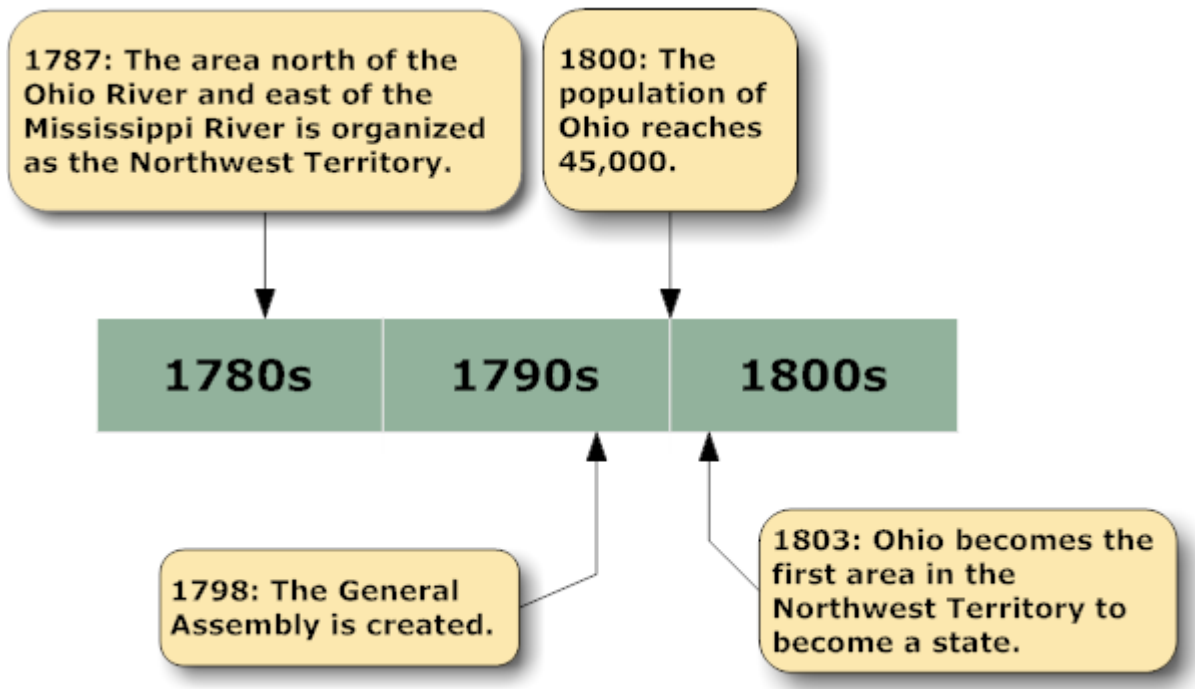 1787: The area north of the
Ohio River and east of the
Mississippi River is organized
as the Northwest Territory.
1800: The
population of
Ohio reaches
45,000.
1780s
1790s
1800s
1798: The General
Assembly is created.
1803: Ohio becomes the
first area in the
Northwest Territory to
become a state.